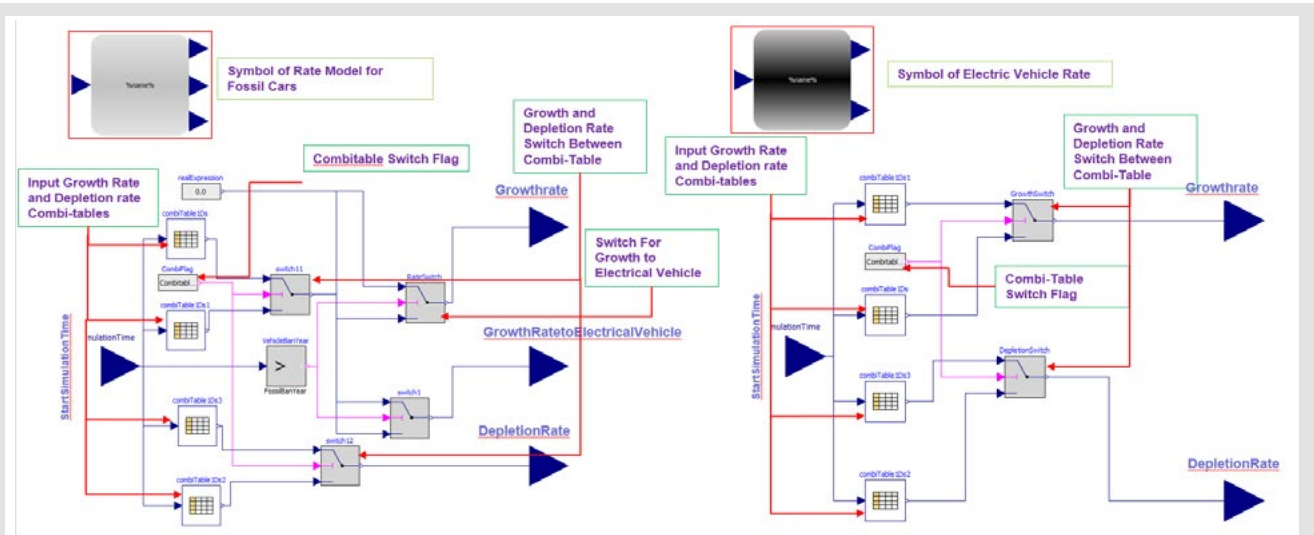 %name%
Symbol of Rate Model for
Fossil Cars
Growth and
Depletion Rate
Switch Between
Combi-Table
Combitable Switch Flag
Input Growth Rate
and Depletion rate
Combi-tables
realExpression
0.0
Growthrate
combiTable1Ds
CombiFlag
Combitabl...
switch11
RateSwitch
Switch For
Growth to
Electrical Vehicle
combiTable1Ds1
StartSimulationTime
mulationTime
VehicleBanYear
>
FossilBanYear
GrowthRatetoElectricalVehicle
switch1
combiTable1Ds3
switch12
DepletionRate
combiTable1Ds2
%name%
Symbol of Electric Vehicle Rate
Input Growth Rate
and Depletion rate
Combi-tables
Growth and
Depletion Rate
Switch Between
Combi-Table
combiTable1Ds1
GrowthSwitch
Growthrate
CombiFlag
Combitabl...
Combi-Table
Switch Flag
combiTable1Ds
StartSimulationTime
mulationTime
DepletionSwitch
combiTable1Ds3
combiTable1Ds2
DepletionRate